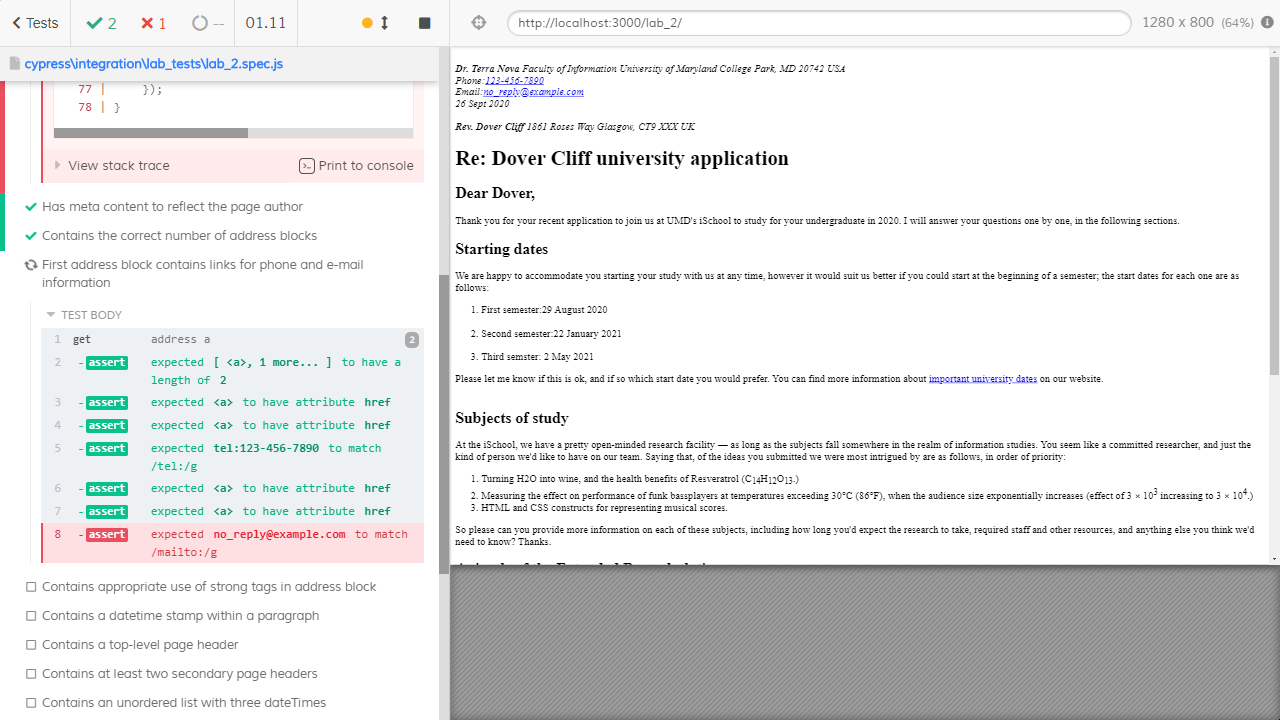 Tests 2 1 -- 01.11
http://localhost:3000/lab_2/ 1280 x 800 (64%)
cypress\integration\lab_tests\lab_2.spec.js
77 | });
78 | }
View stack trace Print to console
Has meta content to reflect the page author
Contains the correct number of address blocks
First address block contains links for phone and e-mail
information
TEST BODY
1 get address a 2
2 -assert expected [ <a>, 1 more... ] to have a
length of 2
3 -assert expected <a> to have attribute href
4 -assert expected <a> to have attribute href
5 -assert expected tel:123-456-7890 to match
/tel:/g
6 -assert expected <a> to have attribute href
7 -assert expected <a> to have attribute href
8 -assert expected no_reply@example.com to match
/mailto:/g
Contains appropriate use of strong tags in address block
Contains a datetime stamp within a paragraph
Contains a top-level page header
Contains at least two secondary page headers
Contains an unordered list with three dateTimes
Dr. Terra Nova Faculty of Information University of Maryland College Park, MD 20742 USA
Phone:123-456-7890
Email:no_reply@example.com
26 Sept 2020
Rev. Dover Cliff 1861 Roses Way Glasgow, CT9 XXX UK
Re: Dover Cliff university application
Dear Dover,
Thank you for your recent application to join us at UMD's iSchool to study for your undergraduate in 2020. I will answer your questions one by one, in the following sections.
Starting dates
We are happy to accommodate you starting your study with us at any time, however it would suit us better if you could start at the beginning of a semester; the start dates for each one are as
follows:
1. First semester:29 August 2020
2. Second semester:22 January 2021
3. Third semster: 2 May 2021
Please let me know if this is ok, and if so which start date you would prefer. You can find more information about important university dates on our website.
Subjects of study
At the iSchool, we have a pretty open-minded research facility — as long as the subjects fall somewhere in the realm of information studies. You seem like a committed researcher, and just the
kind of person we'd like to have on our team. Saying that, of the ideas you submitted we were most intrigued by are as follows, in order of priority:
1. Turning H2O into wine, and the health benefits of Resveratrol (C14H12O13.)
2. Measuring the effect on performance of funk bassplayers at temperatures exceeding 30°C (86°F), when the audience size exponentially increases (effect of 3 × 10³ increasing to 3 × 10⁴.)
3. HTML and CSS constructs for representing musical scores.
So please can you provide more information on each of these subjects, including how long you'd expect the research to take, required staff and other resources, and anything else you think we'd
need to know? Thanks.